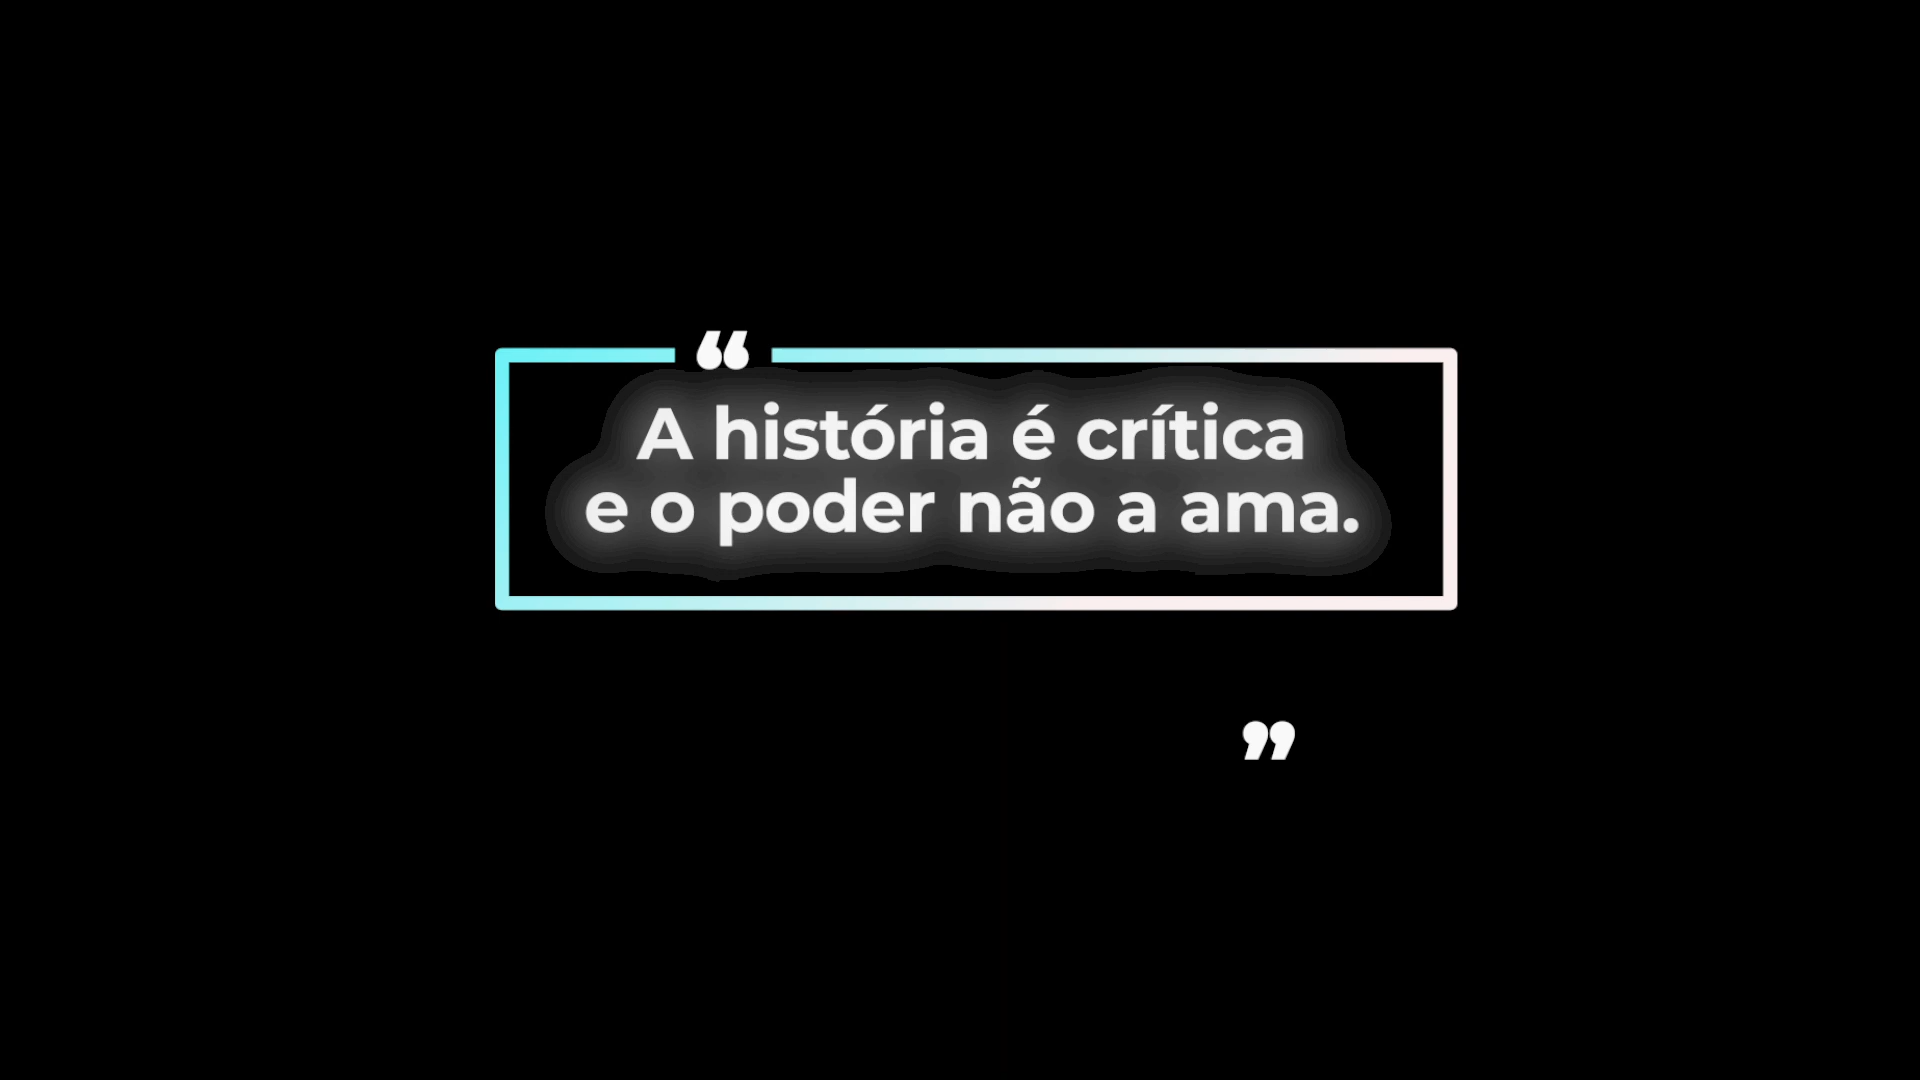 “
A história é crítica
e o poder não a ama.
”